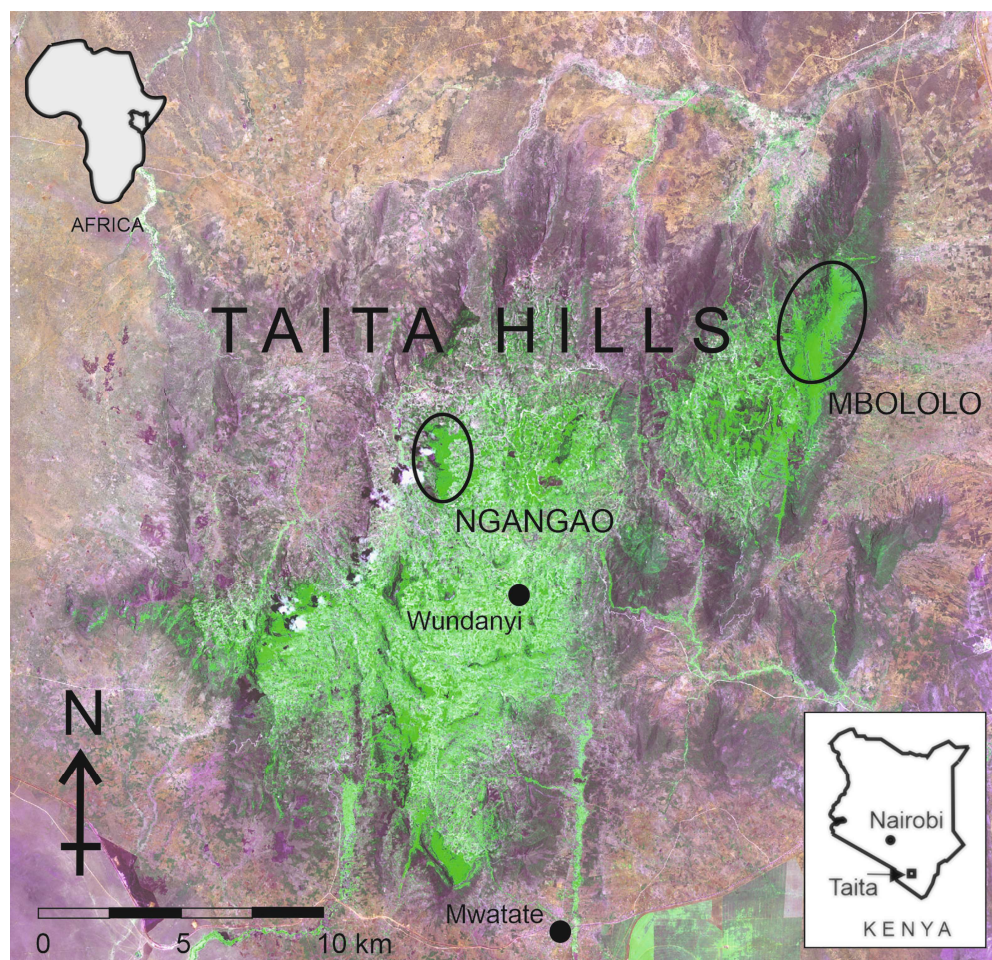 AFRICA
TAITA HILLS
MBOLOLO
NGANGAO
Wundanyi
N
Nairobi
Taita
KENYA
Mwatate
0 5 10 km